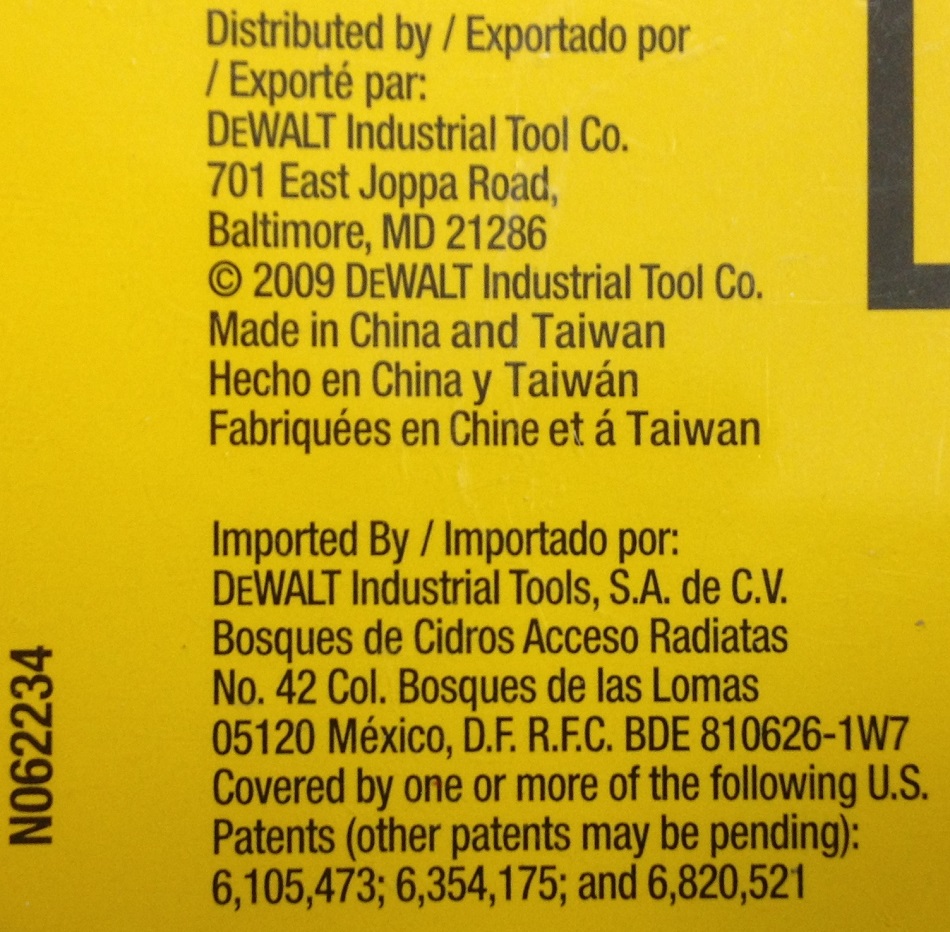 Distributed by / Exportado por
/ Exporté par:
DEWALT Industrial Tool Co.
701 East Joppa Road,
Baltimore, MD 21286
© 2009 DEWALT Industrial Tool Co.
Made in China and Taiwan
Hecho en China y Taiwán
Fabriquées en Chine et á Taiwan
Imported By / Importado por:
DEWALT Industrial Tools, S.A. de C.V.
Bosques de Cidros Acceso Radiatas
No. 42 Col. Bosques de las Lomas
05120 México, D.F. R.F.C. BDE 810626-1W7
Covered by one or more of the following U.S.
Patents (other patents may be pending):
6,105,473; 6,354,175; and 6,820,521
N062234